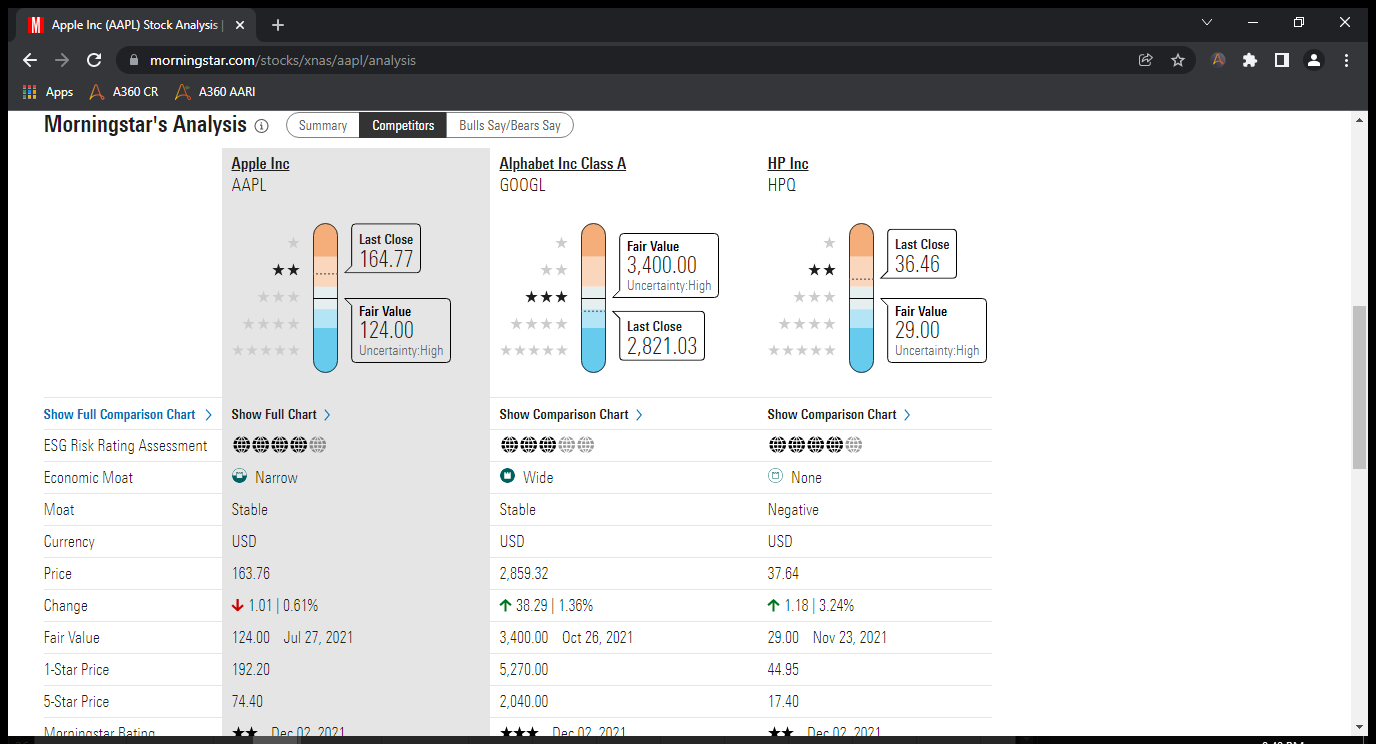 Apple Inc (AAPL) Stock Analysis |
morningstar.com/stocks/xnas/aapl/analysis
Apps A360 CR A360 AARI
Morningstar's Analysis Summary Competitors Bulls Say/Bears Say
Apple Inc Alphabet Inc Class A HP Inc
AAPL GOOGL HPQ
Last Close
164.77
Fair Value
124.00
Uncertainty:High
Fair Value
3,400.00
Uncertainty:High
Last Close
2,821.03
Last Close
36.46
Fair Value
29.00
Uncertainty:High
Show Full Comparison Chart Show Full Chart Show Comparison Chart Show Comparison Chart
ESG Risk Rating Assessment
Economic Moat Narrow Wide None
Moat Stable Stable Negative
Currency USD USD USD
Price 163.76 2,859.32 37.64
Change 1.01 | 0.61% 38.29 | 1.36% 1.18 | 3.24%
Fair Value 124.00 Jul 27, 2021 3,400.00 Oct 26, 2021 29.00 Nov 23, 2021
1-Star Price 192.20 5,270.00 44.95
5-Star Price 74.40 2,040.00 17.40
Morningstar Rating Dec 02, 2021 Dec 02, 2021 Dec 02, 2021